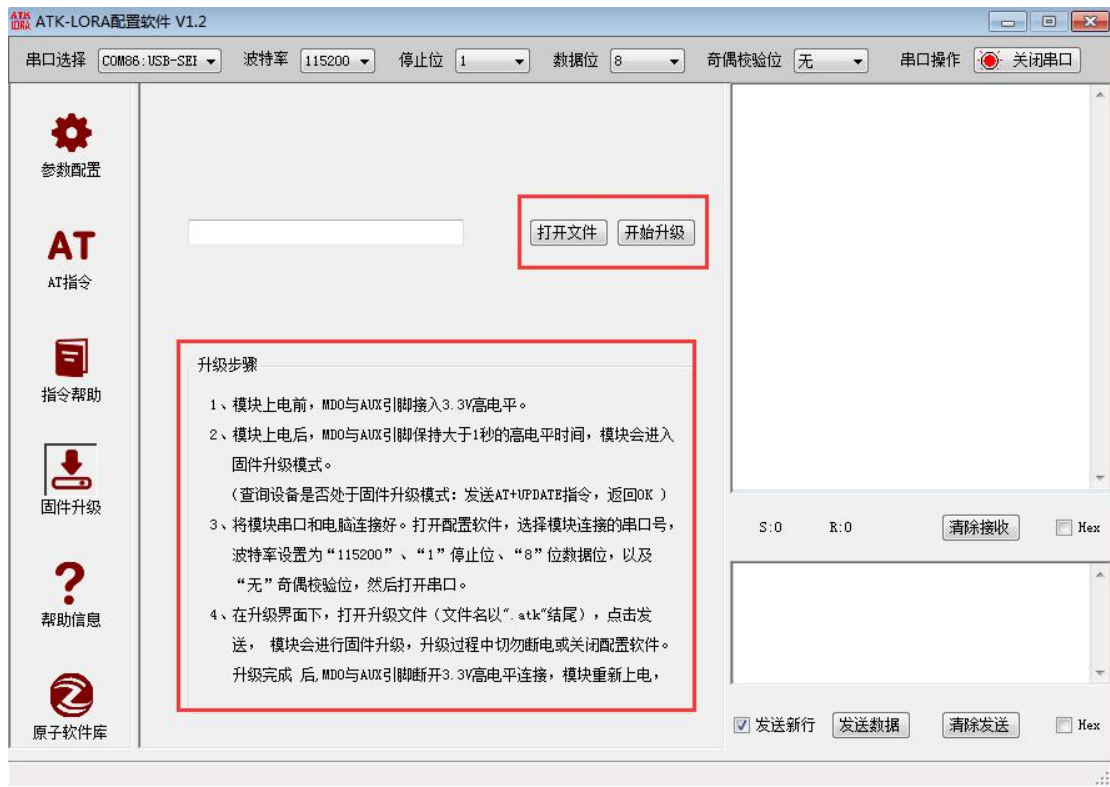 ATK LORA ATK-LORA配置软件 V1.2
串口选择 COM86:USB-SEI 波特率 115200 停止位 1 数据位 8 奇偶校验位 无 串口操作 关闭串口
参数配置
打开文件 开始升级
AT
AT指令
指令帮助
固件升级
帮助信息
原子软件库
升级步骤
1、模块上电前，MD0与AUX引脚接入3.3V高电平。
2、模块上电后，MD0与AUX引脚保持大于1秒的高电平时间，模块会进入
固件升级模式。
（查询设备是否处于固件升级模式：发送AT+UPDATE指令，返回OK ）
3、将模块串口和电脑连接好。打开配置软件，选择模块连接的串口号，
波特率设置为“115200”、“1”停止位、“8”位数据位，以及
“无”奇偶校验位，然后打开串口。
4、在升级界面下，打开升级文件（文件名以“.atk“结尾），点击发
送， 模块会进行固件升级，升级过程中切勿断电或关闭配置软件。
升级完成 后,MD0与AUX引脚断开3.3V高电平连接，模块重新上电，
S:0 R:0 清除接收 Hex
发送新行 发送数据 清除发送 Hex